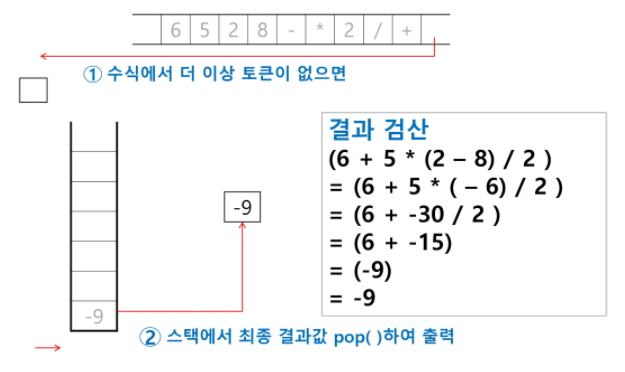 6 5 2 8 - * 2 / +
① 수식에서 더 이상 토큰이 없으면
결과 검산
(6 + 5 * (2 – 8) / 2 )
= (6 + 5 * ( – 6) / 2 )
= (6 + -30 / 2 )
= (6 + -15)
= (-9)
= -9
-9
-9
② 스택에서 최종 결과값 pop( )하여 출력